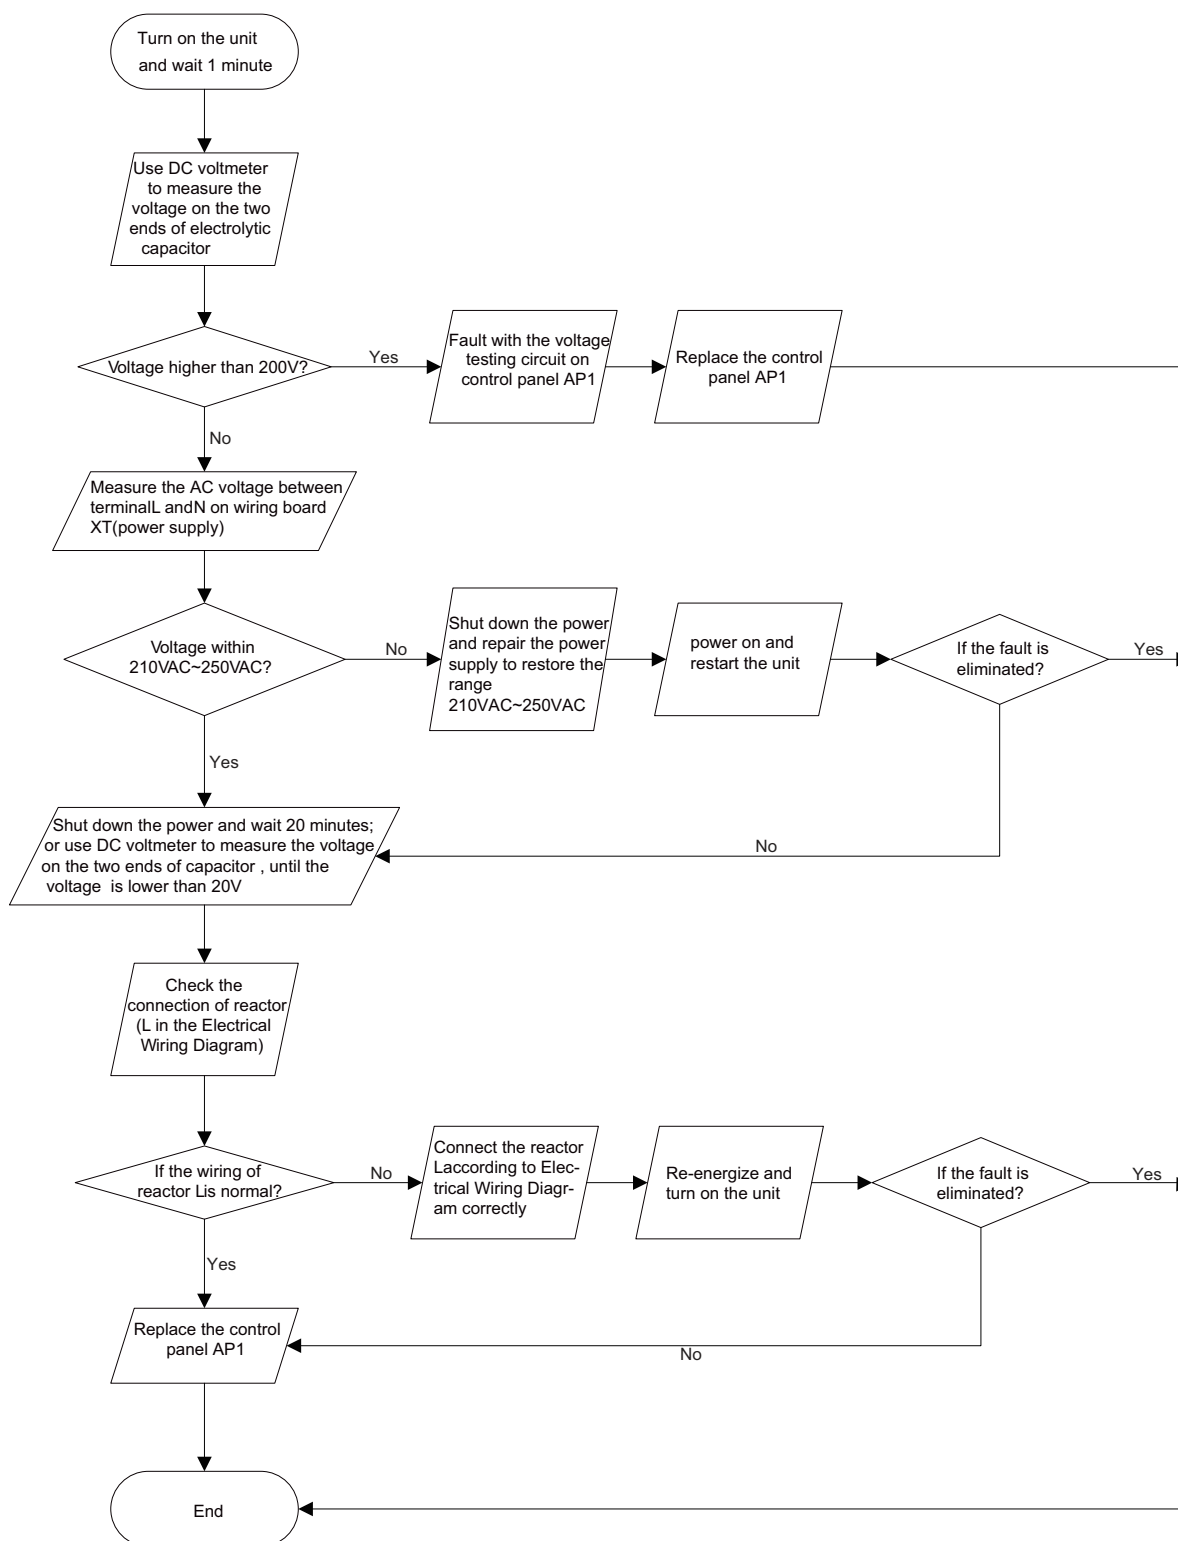 Turn on the unit
and wait 1 minute
Use DC voltmeter
to measure the
voltage on the two
ends of electrolytic
capacitor
Voltage higher than 200V?
Yes
Fault with the voltage
testing circuit on
control panel AP1
Replace the control
panel AP1
No
Measure the AC voltage between
terminalL andN on wiring board
XT(power supply)
Voltage within
210VAC~250VAC?
No
Shut down the power
and repair the power
supply to restore the
range
210VAC~250VAC
power on and
restart the unit
If the fault is
eliminated?
Yes
Yes
No
Shut down the power and wait 20 minutes;
or use DC voltmeter to measure the voltage
on the two ends of capacitor , until the
voltage is lower than 20V
Check the
connection of reactor
(L in the Electrical
Wiring Diagram)
If the wiring of
reactor Lis normal?
No
Connect the reactor
Laccording to Elec-
trical Wiring Diagr-
am correctly
Re-energize and
turn on the unit
If the fault is
eliminated?
Yes
Yes
No
Replace the control
panel AP1
End